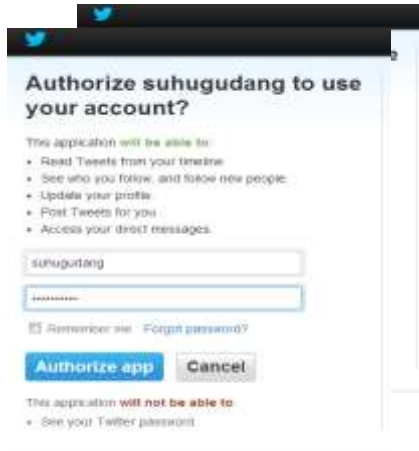 Authorize suhugudang to use
your account?
This application will be able to:
• Read Tweets from your timeline.
• See who you follow, and follow new people.
• Update your profile.
• Post Tweets for you.
• Access your direct messages.
suhugudang
Remember me · Forgot password?
Authorize app
Cancel
This application will not be able to:
• See your Twitter password.
e